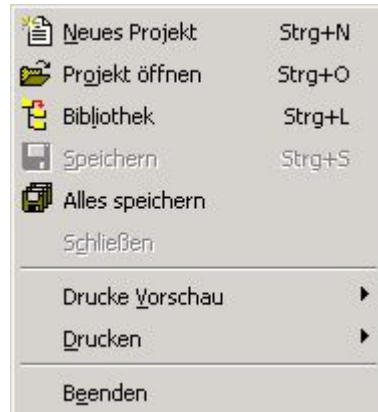 Neues Projekt Strg+N
Projekt öffnen Strg+O
Bibliothek Strg+L
Speichern Strg+S
Alles speichern
Schließen
Drucke Vorschau
Drucken
Beenden